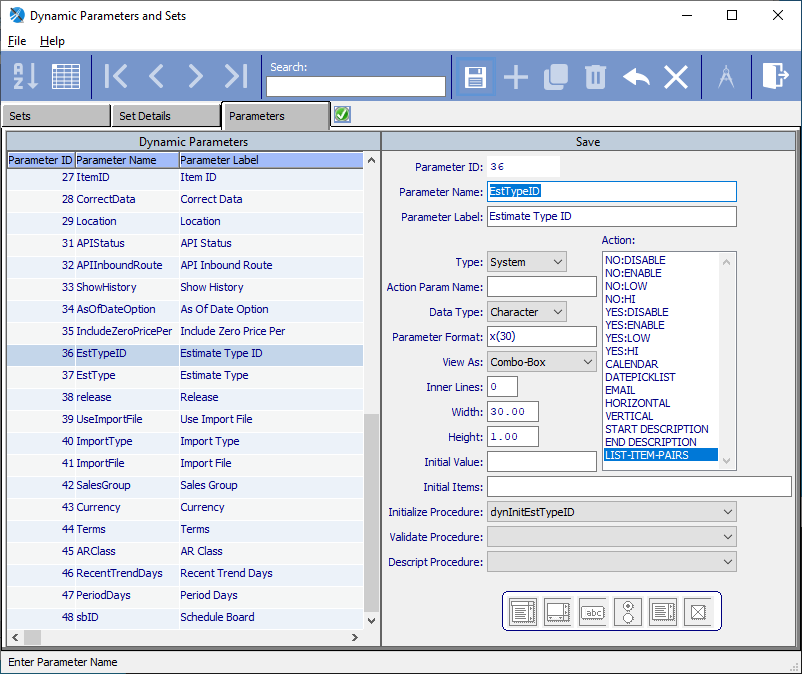 Dynamic Parameters and Sets
File Help
A Z
Search:
Sets Set Details Parameters
Dynamic Parameters
Parameter ID Parameter Name Parameter Label
27 ItemID Item ID
28 CorrectData Correct Data
29 Location Location
31 APIStatus API Status
32 APIInboundRoute API Inbound Route
33 ShowHistory Show History
34 AsOfDateOption As Of Date Option
35 IncludeZeroPricePer Include Zero Price Per
36 EstTypeID Estimate Type ID
37 EstType Estimate Type
38 release Release
39 UseImportFile Use Import File
40 ImportType Import Type
41 ImportFile Import File
42 SalesGroup Sales Group
43 Currency Currency
44 Terms Terms
45 ARClass AR Class
46 RecentTrendDays Recent Trend Days
47 PeriodDays Period Days
48 sbID Schedule Board
Save
Parameter ID: 36
Parameter Name: EstTypeID
Parameter Label: Estimate Type ID
Type: System
Action Param Name:
Data Type: Character
Parameter Format: x(30)
View As: Combo-Box
Inner Lines: 0
Width: 30.00
Height: 1.00
Initial Value:
Action:
NO:DISABLE
NO:ENABLE
NO:LOW
NO:HI
YES:DISABLE
YES:ENABLE
YES:LOW
YES:HI
CALENDAR
DATEPICKLIST
EMAIL
HORIZONTAL
VERTICAL
START DESCRIPTION
END DESCRIPTION
LIST-ITEM-PAIRS
Initial Items:
Initialize Procedure: dynInitEstTypeID
Validate Procedure:
Descript Procedure:
abc
Enter Parameter Name